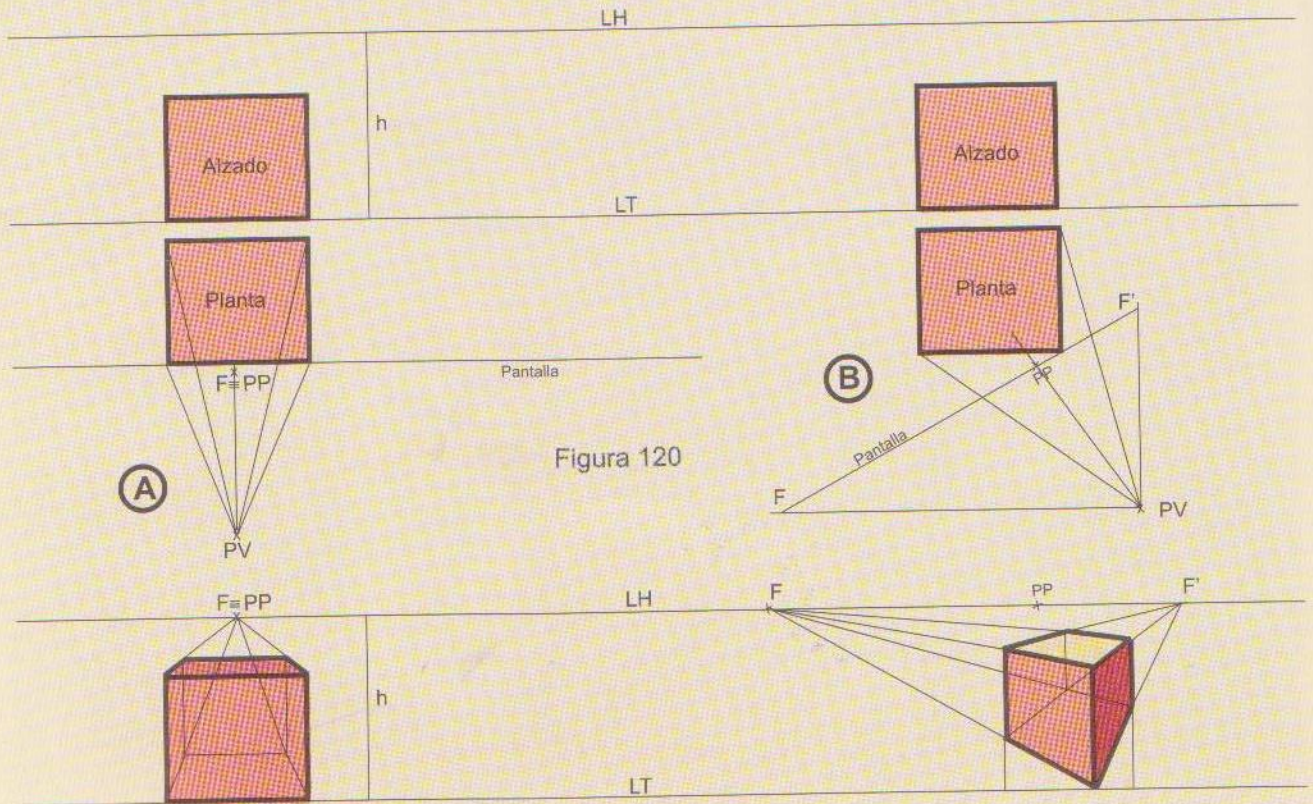 LH
h
Alzado
Alzado
LT
Planta
Planta
F'
F≡PP
Pantalla
PP
B
Pantalla
Figura 120
A
F
PV
PV
F≡PP
LH
F
PP
F'
h
LT